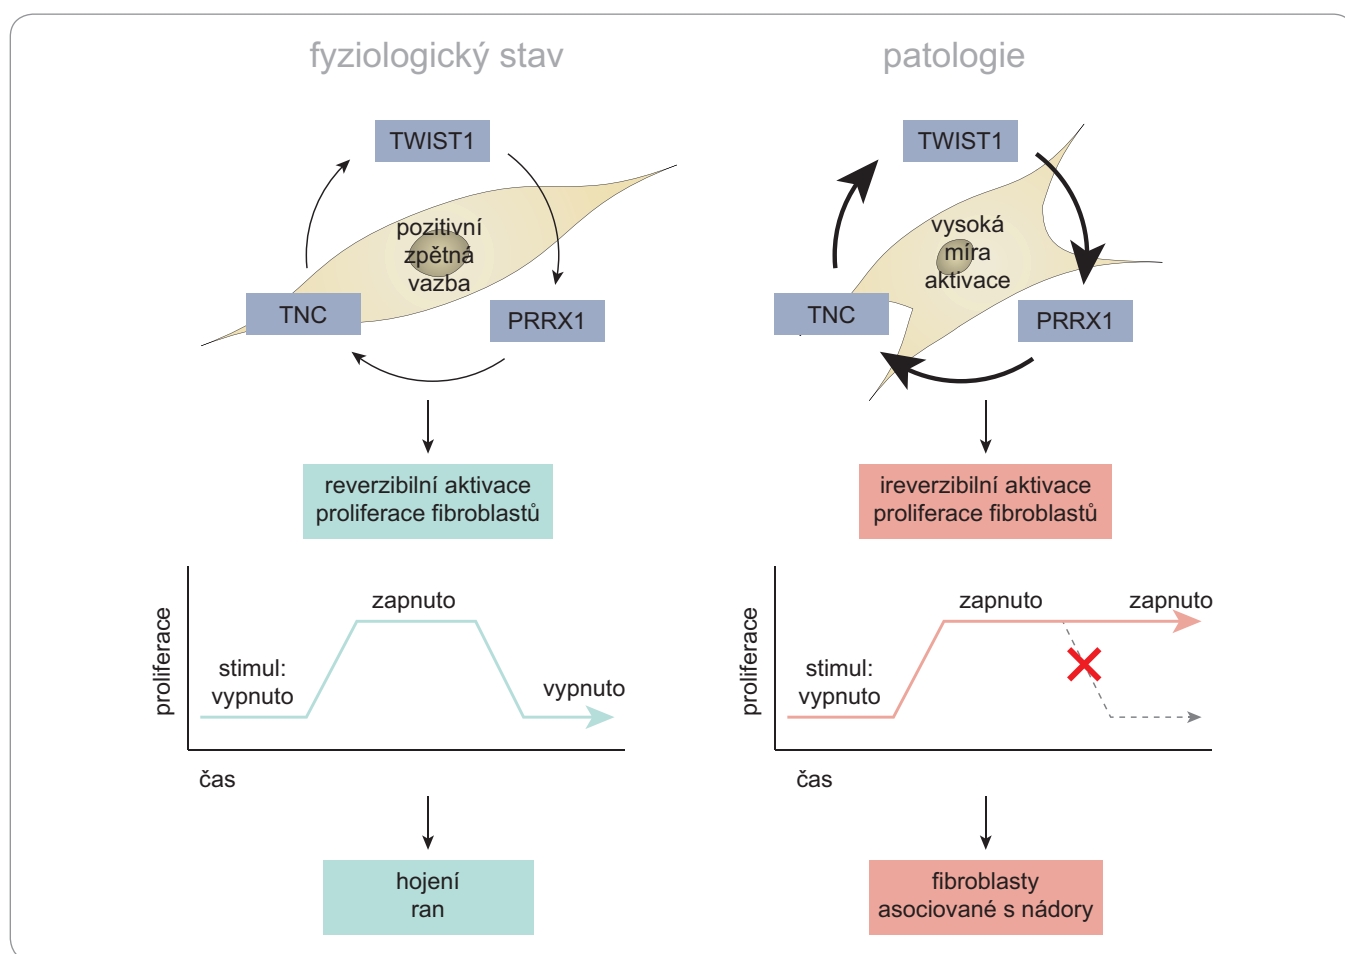 fyziologický stav
TWIST1
pozitivní
zpětná
vazba
TNC
PRRX1
reverzibilní aktivace
proliferace fibroblastů
proliferace
zapnuto
stimul:
vypnuto
vypnuto
čas
hojení
ran
patologie
TWIST1
vysoká
míra
aktivace
TNC
PRRX1
ireverzibilní aktivace
proliferace fibroblastů
proliferace
zapnuto
zapnuto
stimul:
vypnuto
čas
fibroblasty
asociované s nádory